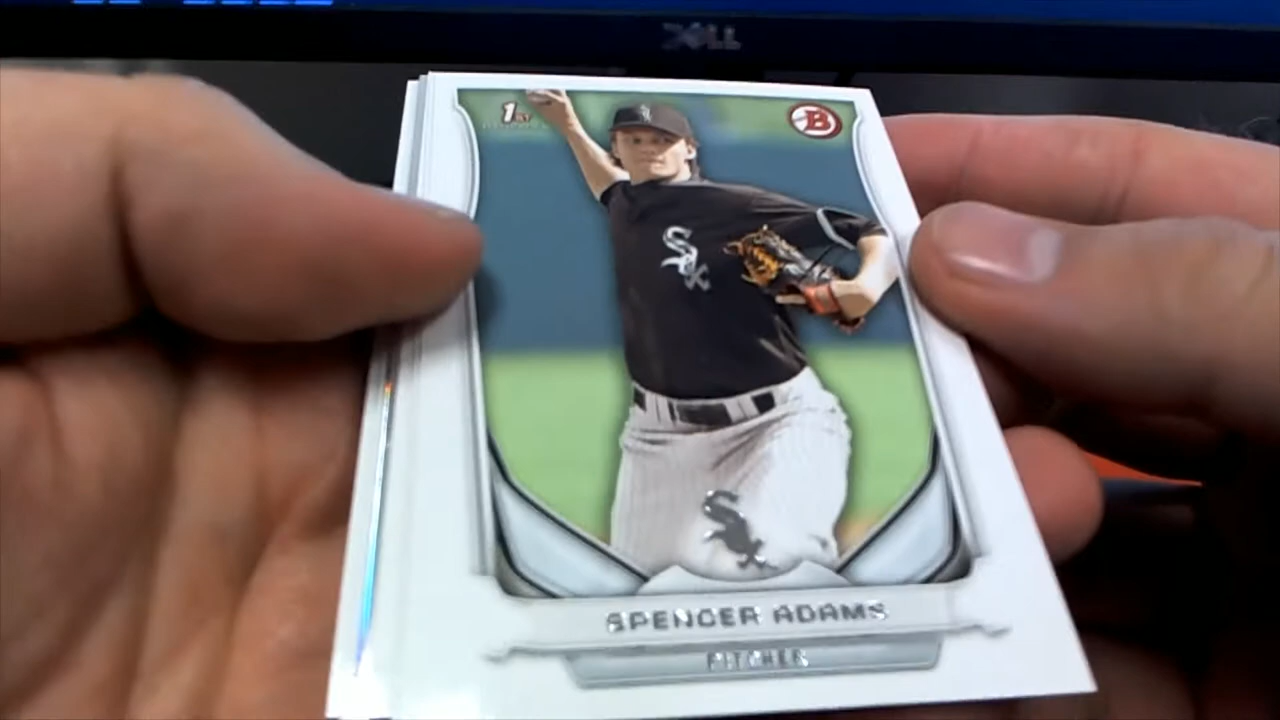 DELL
1ST
B
Sox
Sox
SPENCER ADAMS
PITCHER